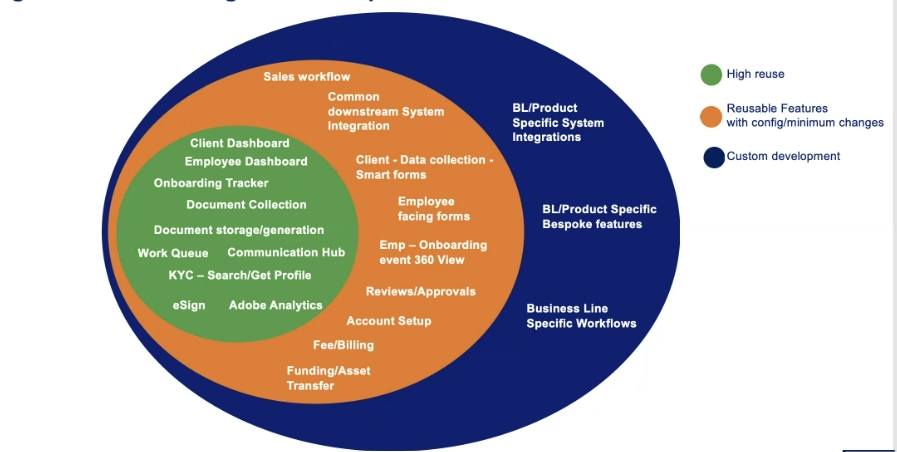 Sales workflow
Common
downstream System
Integration
BL/Product
Specific System
Integrations
Client Dashboard
Employee Dashboard
Onboarding Tracker
Client - Data collection -
Smart forms
Document Collection
Employee
facing forms
BL/Product Specific
Bespoke features
Document storage/generation
Work Queue
Communication Hub
Emp – Onboarding
event 360 View
KYC – Search/Get Profile
Reviews/Approvals
eSign
Adobe Analytics
Account Setup
Business Line
Specific Workflows
Fee/Billing
Funding/Asset
Transfer
High reuse
Reusable Features
with config/minimum changes
Custom development